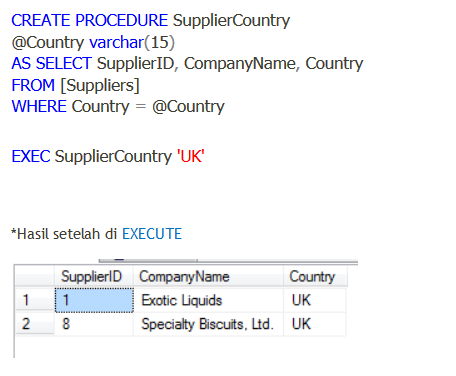 CREATE PROCEDURE SupplierCountry
@Country varchar(15)
AS SELECT SupplierID, CompanyName, Country
FROM [Suppliers]
WHERE Country = @Country
EXEC SupplierCountry 'UK'
*Hasil setelah di EXECUTE
SupplierID CompanyName Country
1 1 Exotic Liquids UK
2 8 Specialty Biscuits, Ltd. UK